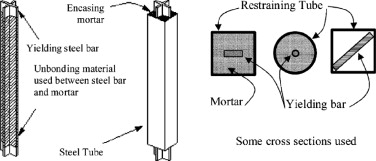 Encasing
mortar
Yielding steel bar
Unbonding material
used between steel bar
and mortar
Steel Tube
Restraining Tube
Mortar
Yielding bar
Some cross sections used